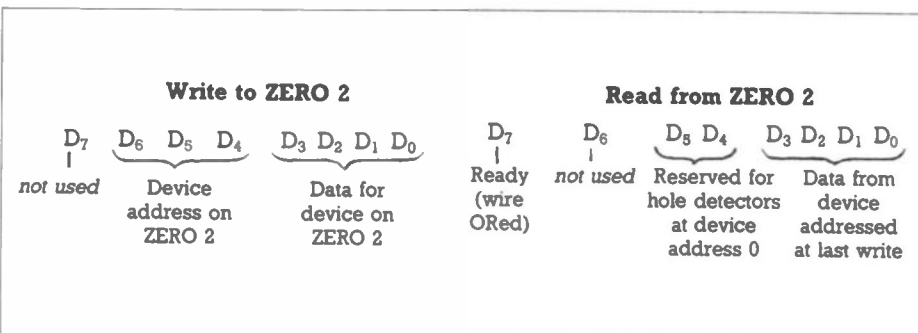 Write to ZERO 2
D₇ D₆ D₅ D₄ D₃ D₂ D₁ D₀
not used
Device
address on
ZERO 2
Data for
device on
ZERO 2
Read from ZERO 2
D₇ D₆ D₅ D₄ D₃ D₂ D₁ D₀
Ready
(wire
ORed)
not used
Reserved for
hole detectors
at device
address 0
Data from
device
addressed
at last write